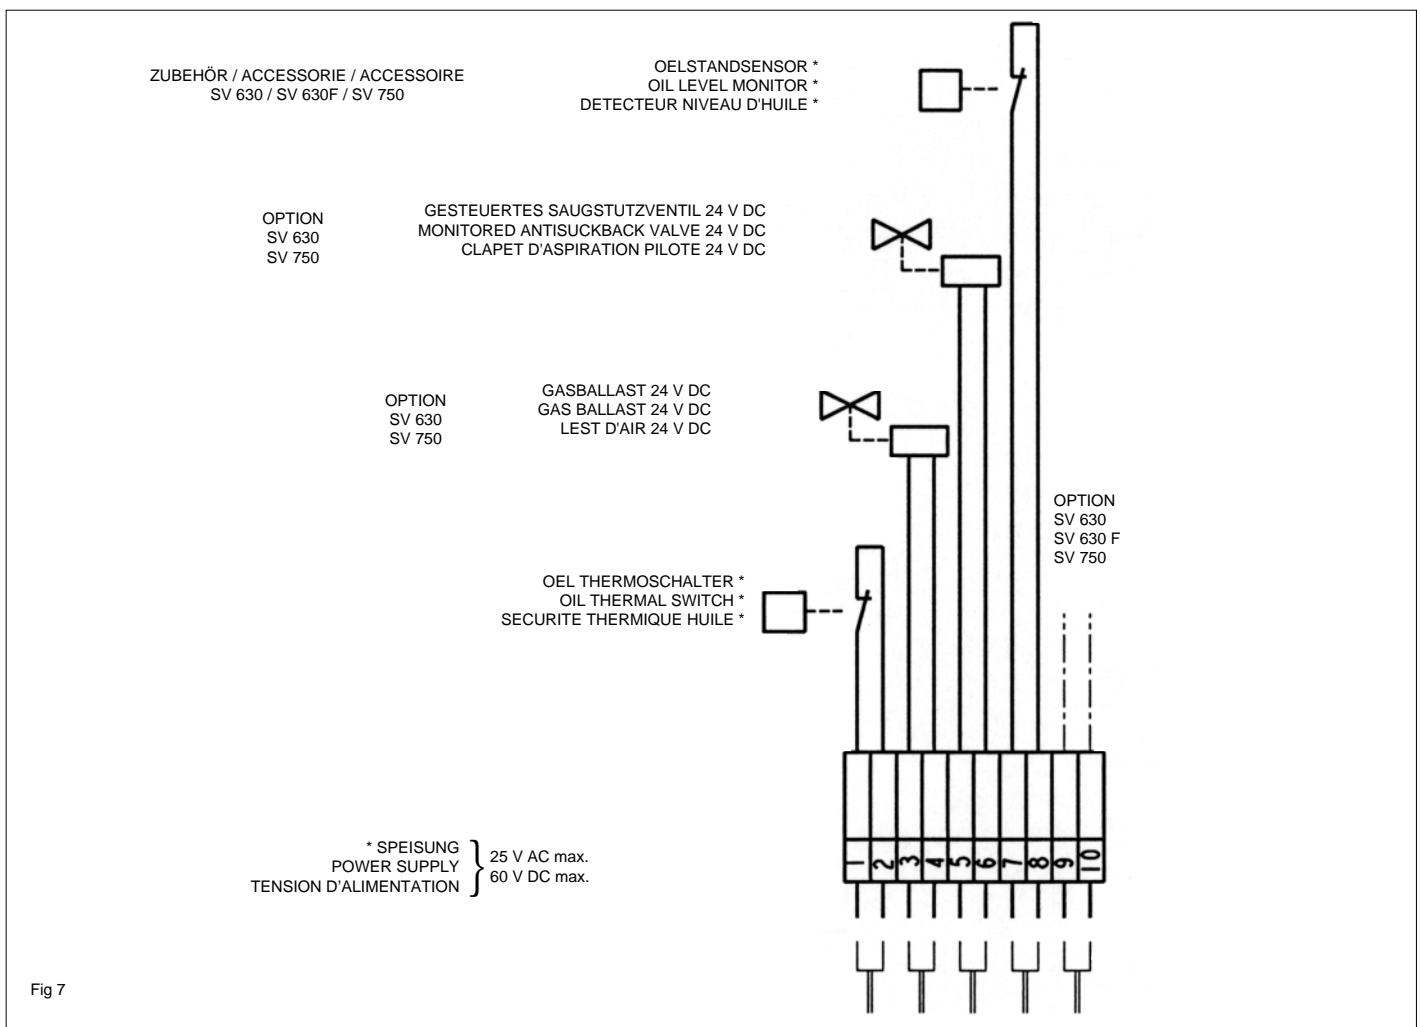 ZUBEHÖR / ACCESSORIE / ACCESSOIRE
SV 630 / SV 630F / SV 750
OELSTANDSENSOR *
OIL LEVEL MONITOR *
DETECTEUR NIVEAU D'HUILE *
OPTION
SV 630
SV 750
GESTEUERTES SAUGSTUTZVENTIL 24 V DC
MONITORED ANTISUCKBACK VALVE 24 V DC
CLAPET D'ASPIRATION PILOTE 24 V DC
OPTION
SV 630
SV 750
GASBALLAST 24 V DC
GAS BALLAST 24 V DC
LEST D'AIR 24 V DC
OPTION
SV 630
SV 630 F
SV 750
OEL THERMOSCHALTER *
OIL THERMAL SWITCH *
SECURITE THERMIQUE HUILE *
* SPEISUNG
POWER SUPPLY
TENSION D'ALIMENTATION
25 V AC max.
60 V DC max.
1 2 3 4 5 6 7 8 9 10
Fig 7